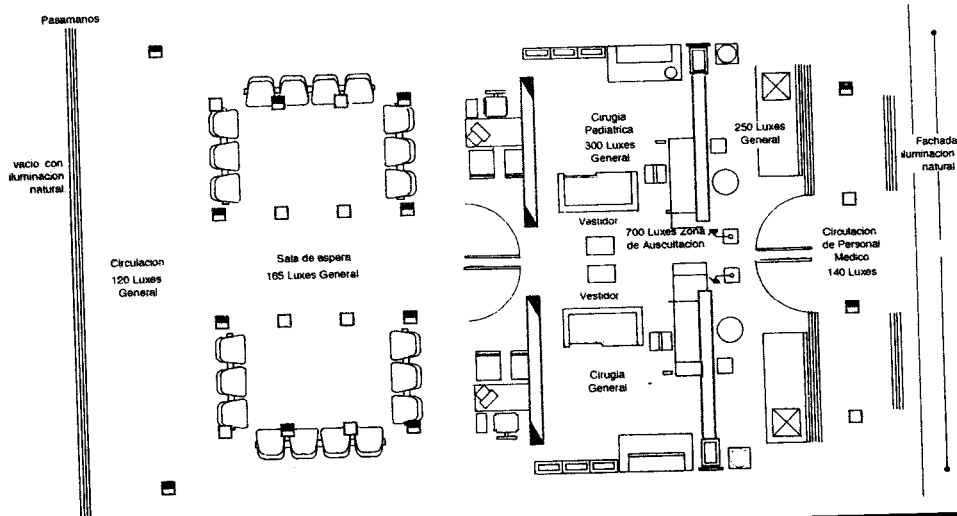 Pasamanos
vacio con
iluminacion
natural
Circulacion
120 Luxes
General
Sala de espera
165 Luxes General
Cirugia
Pediatrica
300 Luxes
General
Vestidor
700 Luxes Zona
de Auscultacion
Vestidor
Cirugia
General
250 Luxes
General
Circulacion
de Personal
Medico
140 Luxes
Fachada
iluminacion
natural